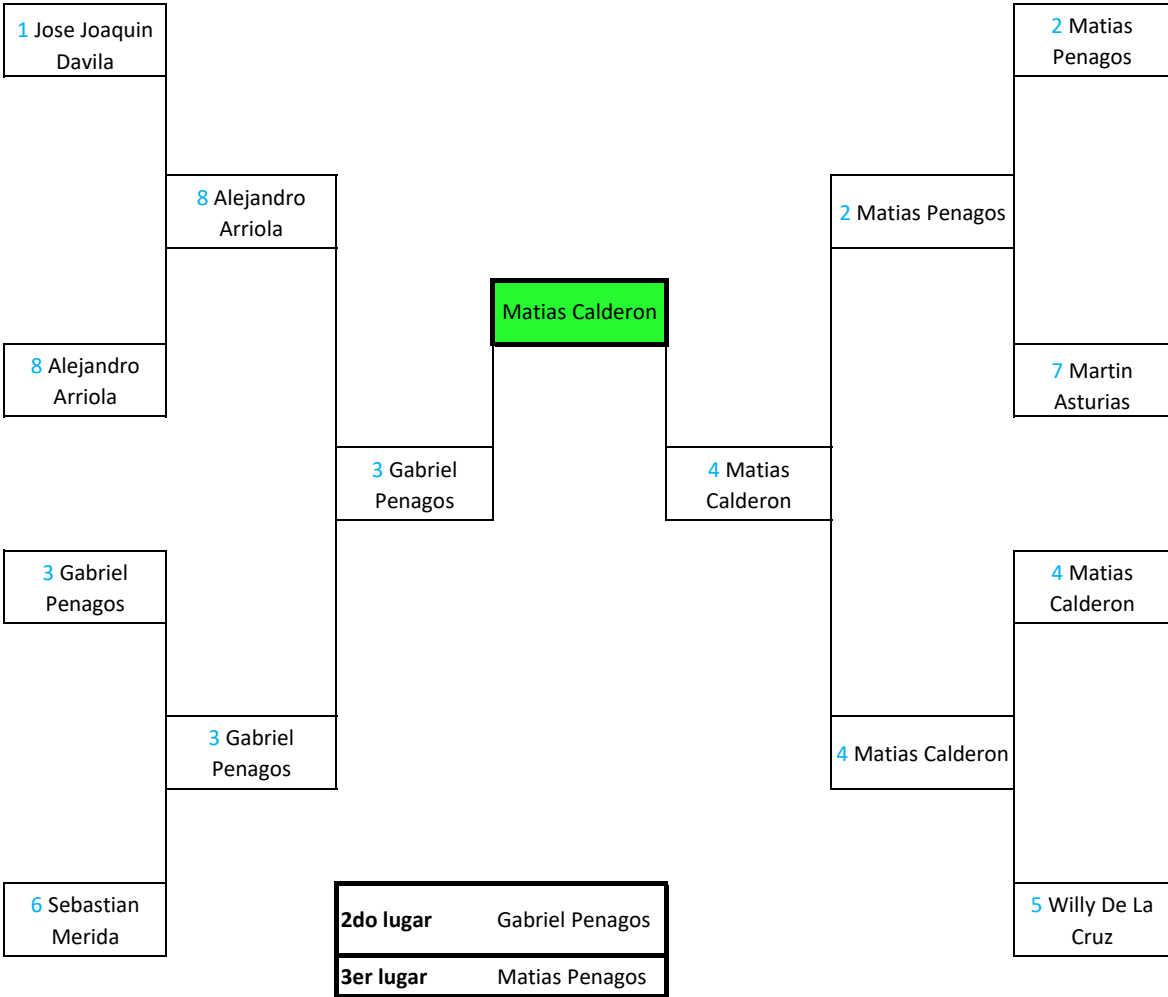 1 Jose Joaquin
Davila
2 Matias
Penagos
8 Alejandro
Arriola
2 Matias Penagos
Matias Calderon
8 Alejandro
Arriola
7 Martin
Asturias
3 Gabriel
Penagos
4 Matias
Calderon
3 Gabriel
Penagos
4 Matias
Calderon
3 Gabriel
Penagos
4 Matias Calderon
6 Sebastian
Merida
2do lugar Gabriel Penagos
5 Willy De La
Cruz
3er lugar Matias Penagos